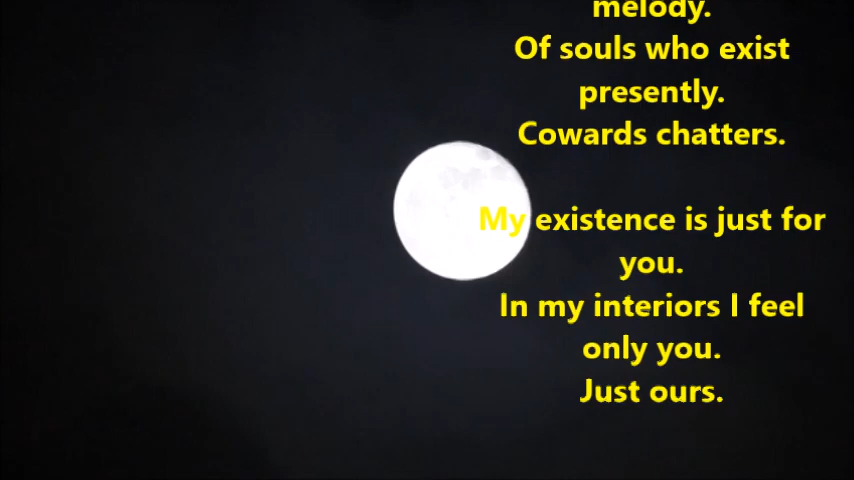 melody.
Of souls who exist
presently.
Cowards chatters.
My existence is just for
you.
In my interiors I feel
only you.
Just ours.